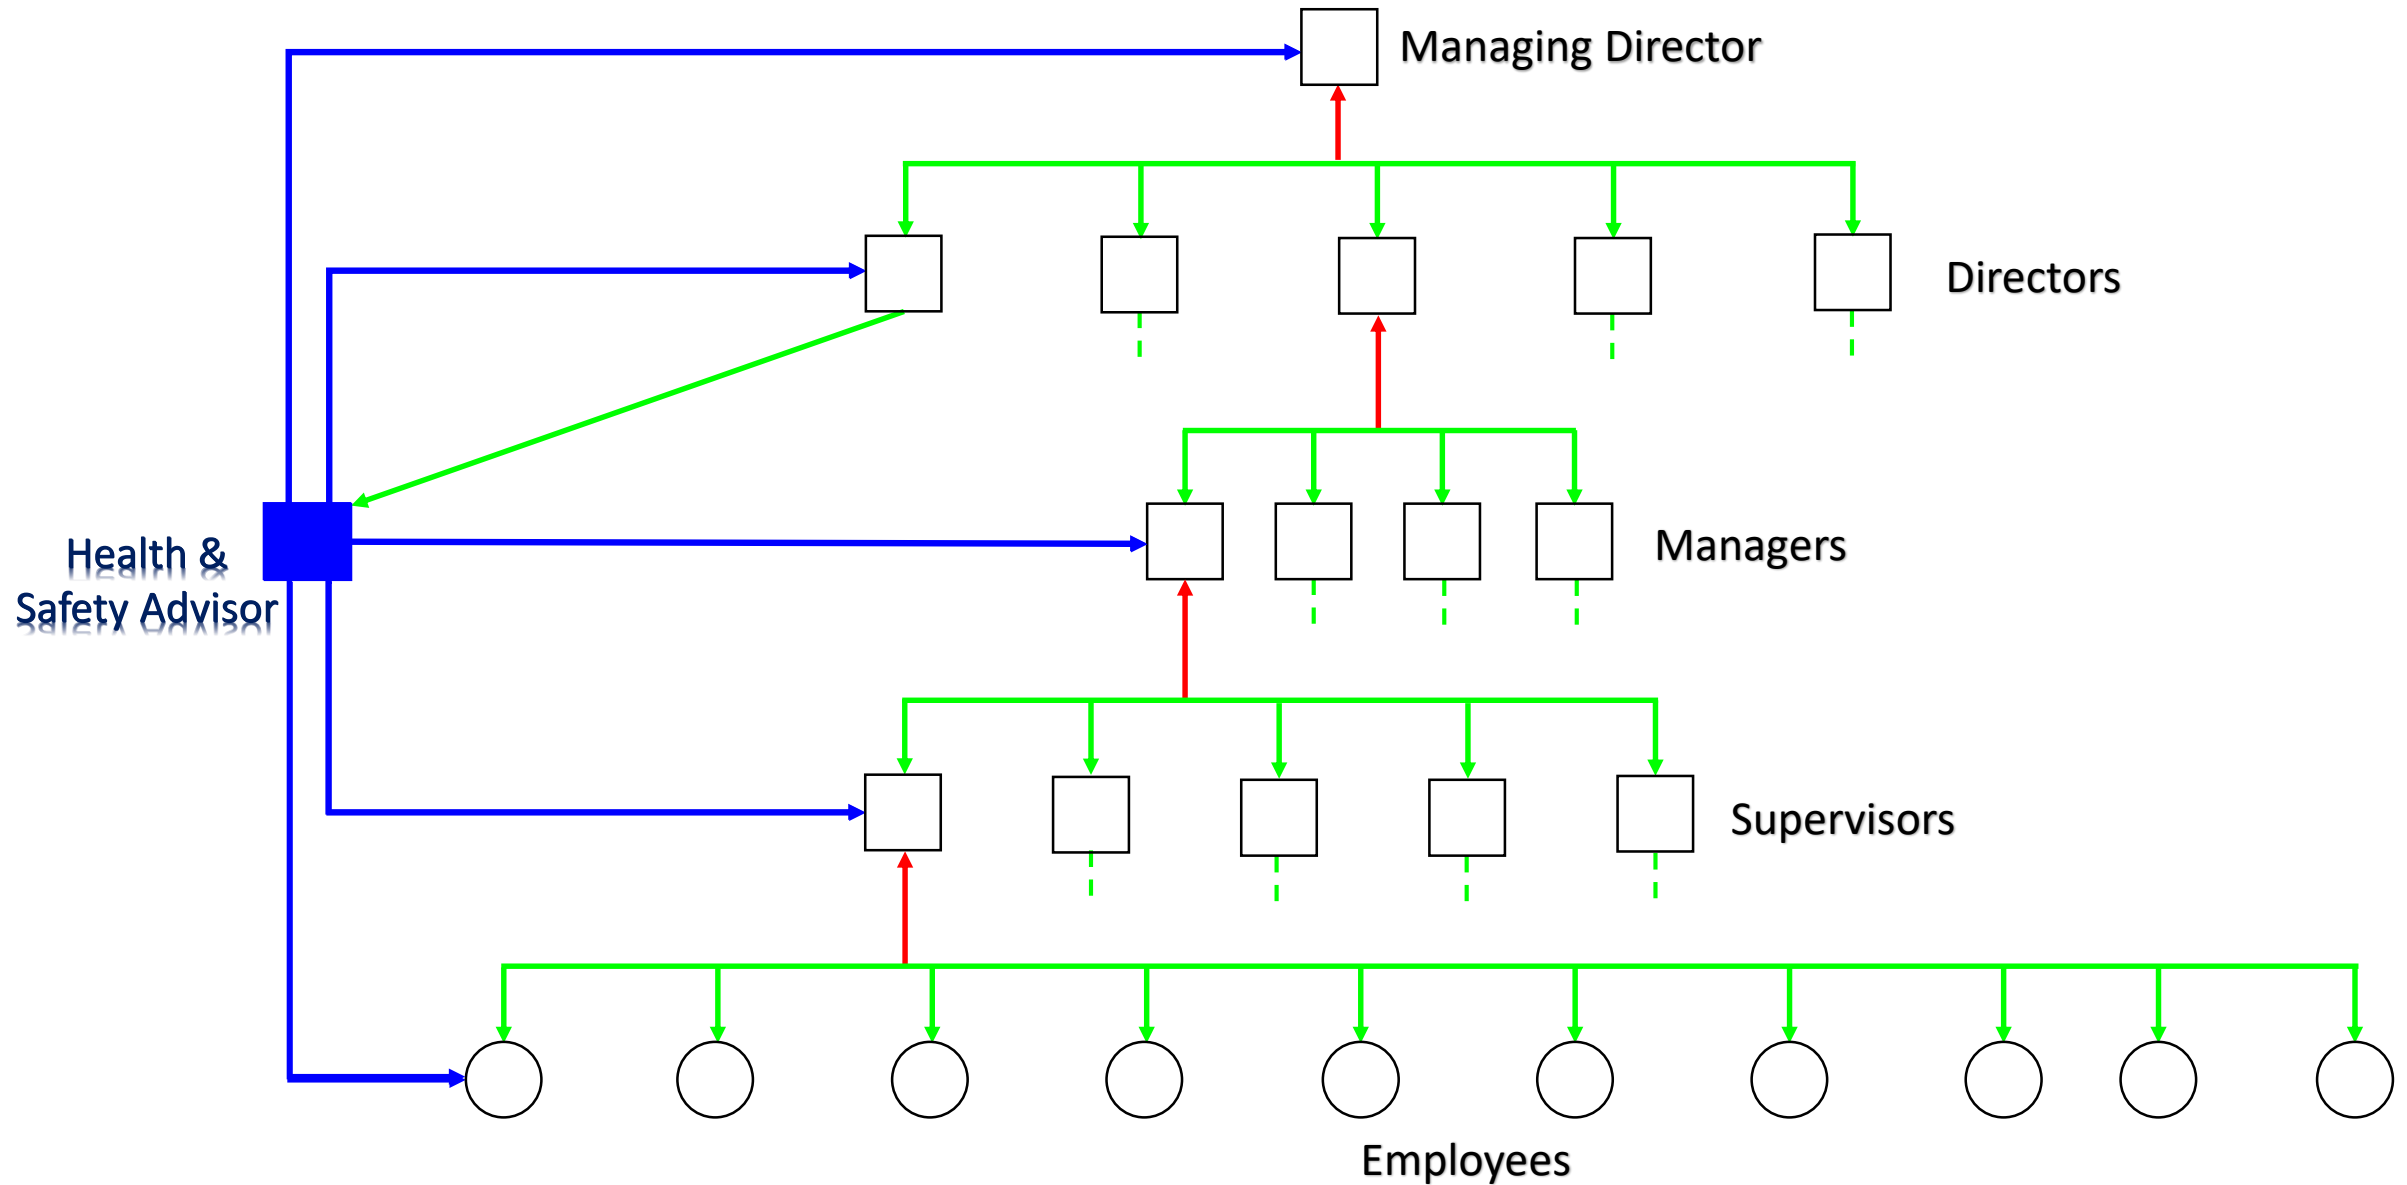 Managing Director
Directors
Health &
Safety Advisor
Managers
Supervisors
Employees